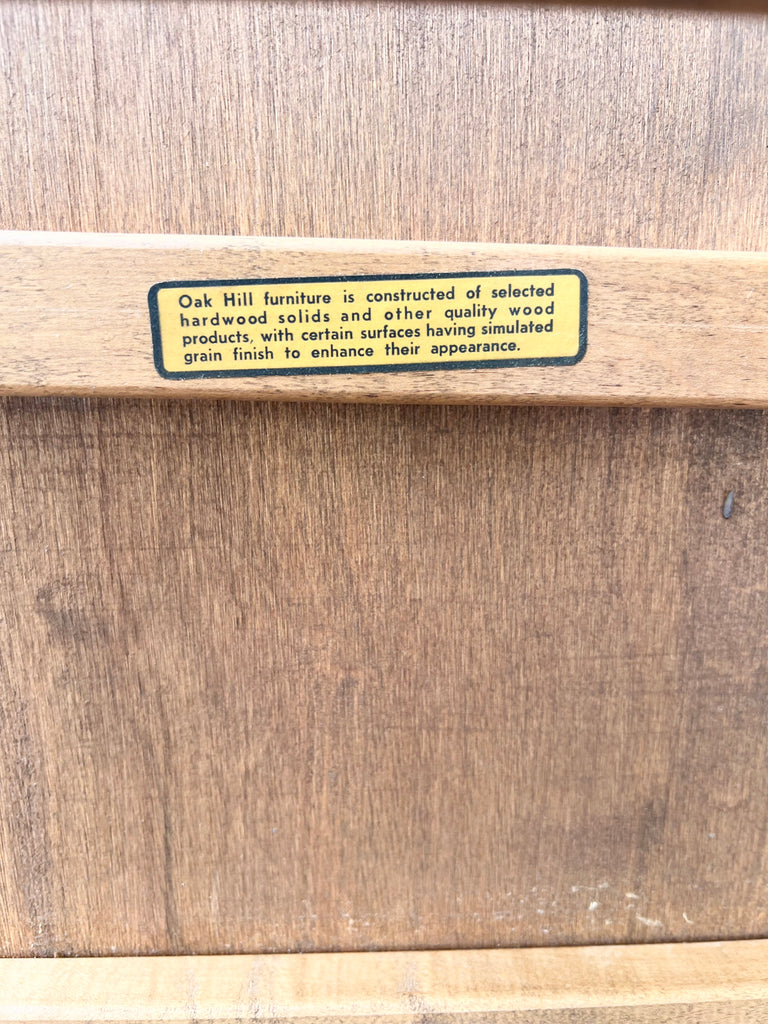 Oak Hill furniture is constructed of selected
hardwood solids and other quality wood
products, with certain surfaces having simulated
grain finish to enhance their appearance.